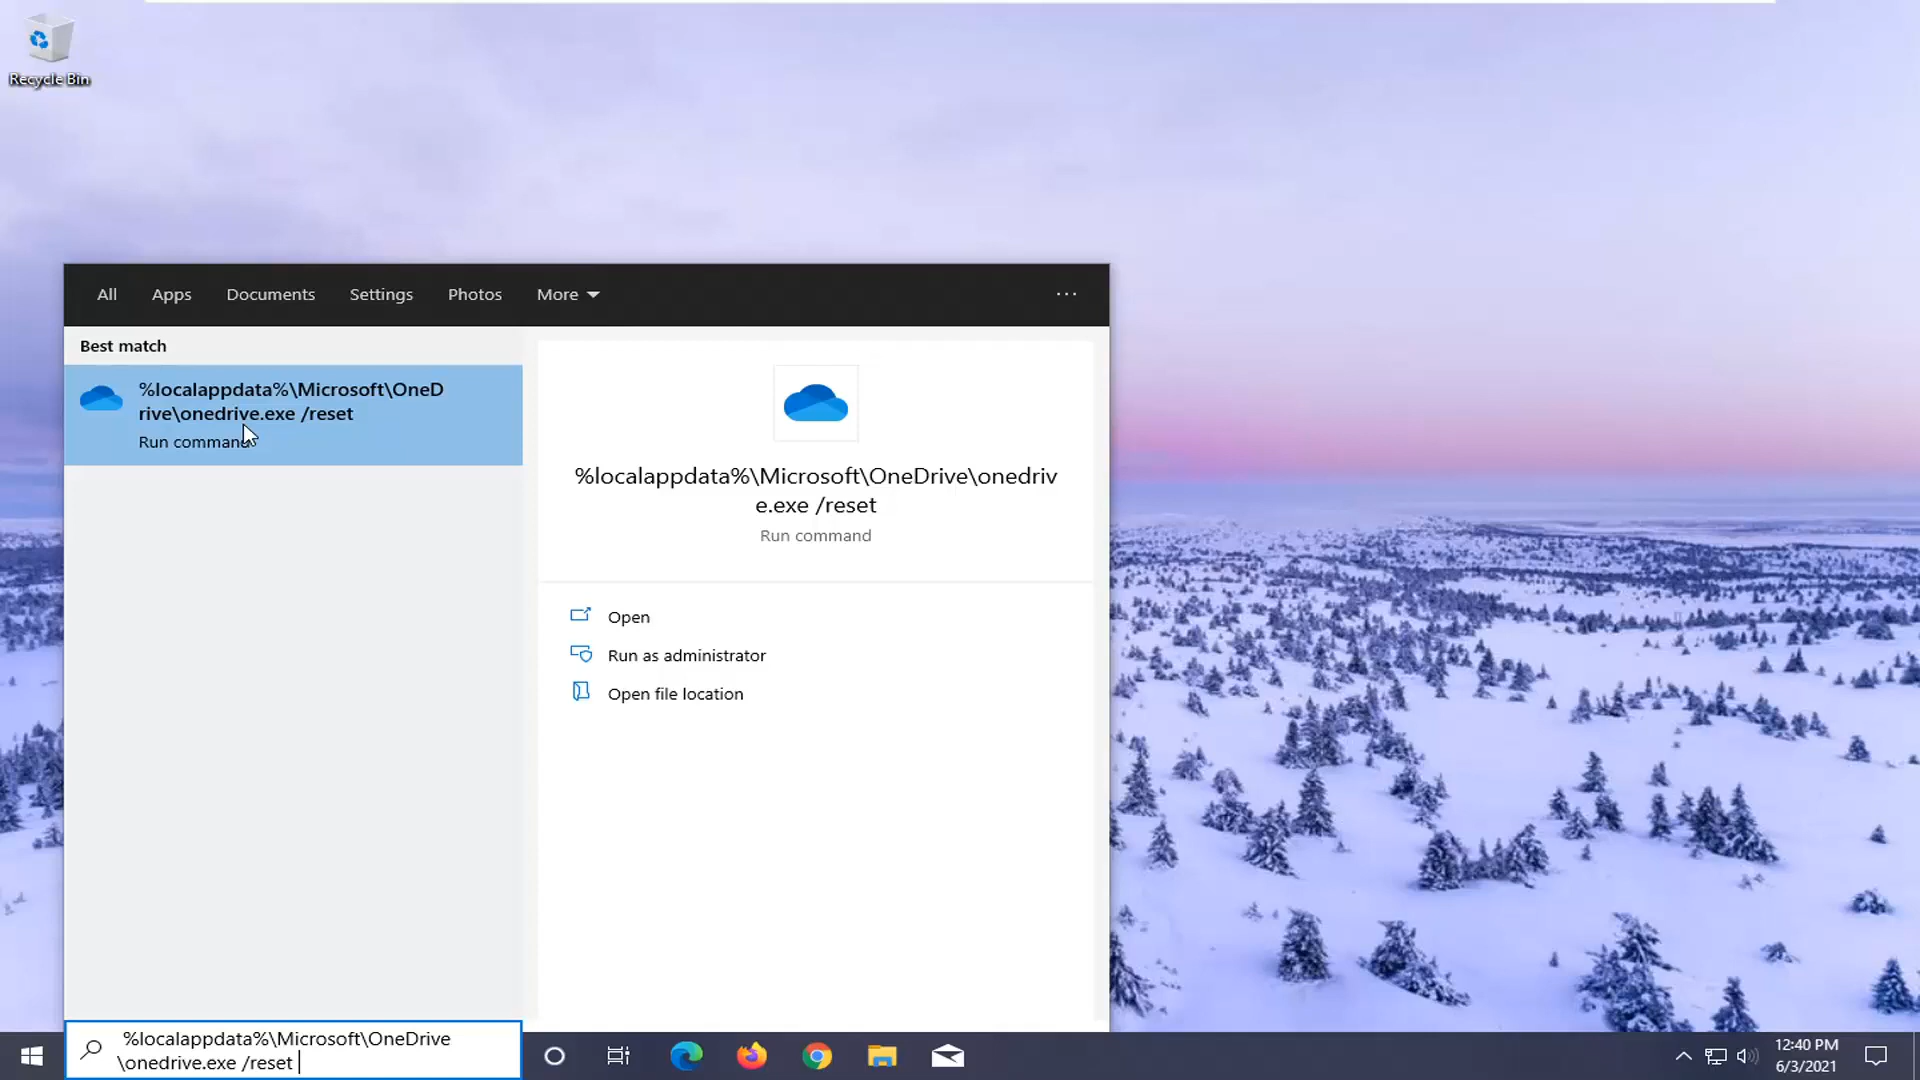 Recycle Bin
All Apps Documents Settings Photos More ...
Best match
%localappdata%\Microsoft\OneD
rive\onedrive.exe /reset
Run command
%localappdata%\Microsoft\OneDrive\onedriv
e.exe /reset
Run command
Open
Run as administrator
Open file location
%localappdata%\Microsoft\OneDrive
\onedrive.exe /reset
12:40 PM
6/3/2021